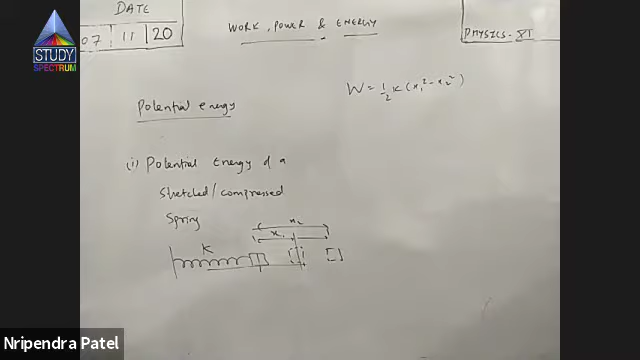 DATE
07 11 20
STUDY
SPECTRUM
WORK, POWER & ENERGY
PHYSICS-XI
W = ½ K (x₁² - x₂²)
Potential energy
(i) Potential Energy of a
stretched/compressed
Spring
x₂
x₁
K
Nripendra Patel